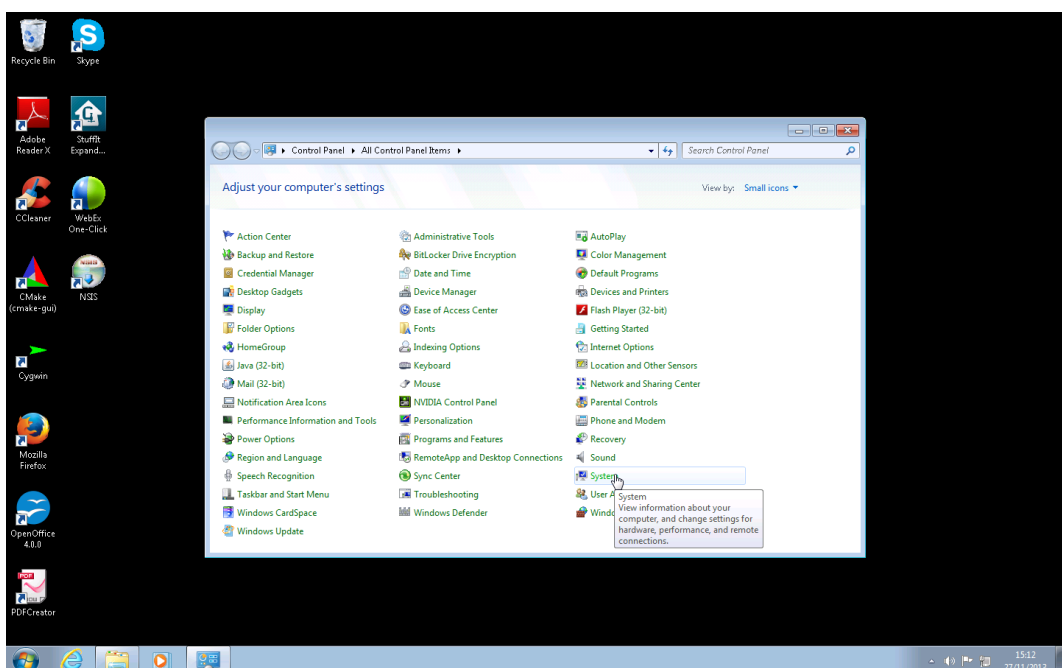 Recycle Bin
Skype
Adobe
Reader X
StuffIt
Expand...
CCleaner
WebEx
One-Click
CMake
(cmake-gui)
NSIS
Cygwin
Mozilla
Firefox
OpenOffice
4.0.0
PDFCreator
Control Panel
All Control Panel Items
Search Control Panel
Adjust your computer's settings
View by: Small icons
Action Center
Administrative Tools
AutoPlay
Backup and Restore
BitLocker Drive Encryption
Color Management
Credential Manager
Date and Time
Default Programs
Desktop Gadgets
Device Manager
Devices and Printers
Display
Ease of Access Center
Flash Player (32-bit)
Folder Options
Fonts
Getting Started
HomeGroup
Indexing Options
Internet Options
Java (32-bit)
Keyboard
Location and Other Sensors
Mail (32-bit)
Mouse
Network and Sharing Center
Notification Area Icons
NVIDIA Control Panel
Parental Controls
Performance Information and Tools
Personalization
Phone and Modem
Power Options
Programs and Features
Recovery
Region and Language
RemoteApp and Desktop Connections
Sound
Speech Recognition
Sync Center
System
Taskbar and Start Menu
Troubleshooting
User A
Windows CardSpace
Windows Defender
Windo
Windows Update
System
View information about your
computer, and change settings for
hardware, performance, and remote
connections.
15:12
27/11/2013